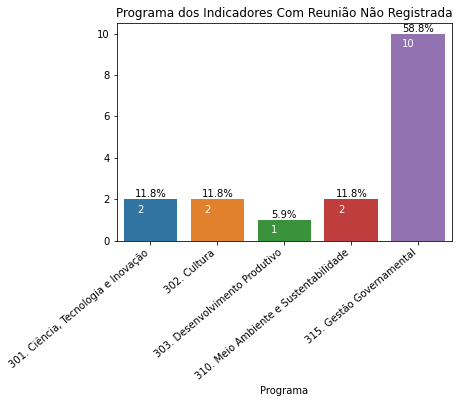 Programa dos Indicadores Com Reunião Não Registrada
10
8
6
4
2
0
11.8%
2
11.8%
2
5.9%
1
11.8%
2
58.8%
10
301. Ciência, Tecnologia e Inovação
302. Cultura
303. Desenvolvimento Produtivo
310. Meio Ambiente e Sustentabilidade
315. Gestão Governamental
Programa